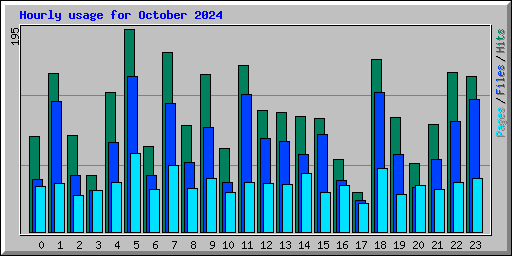 Hourly usage for October 2024
195
Pages/Files/Hits
0 1 2 3 4 5 6 7 8 9 10 11 12 13 14 15 16 17 18 19 20 21 22 23